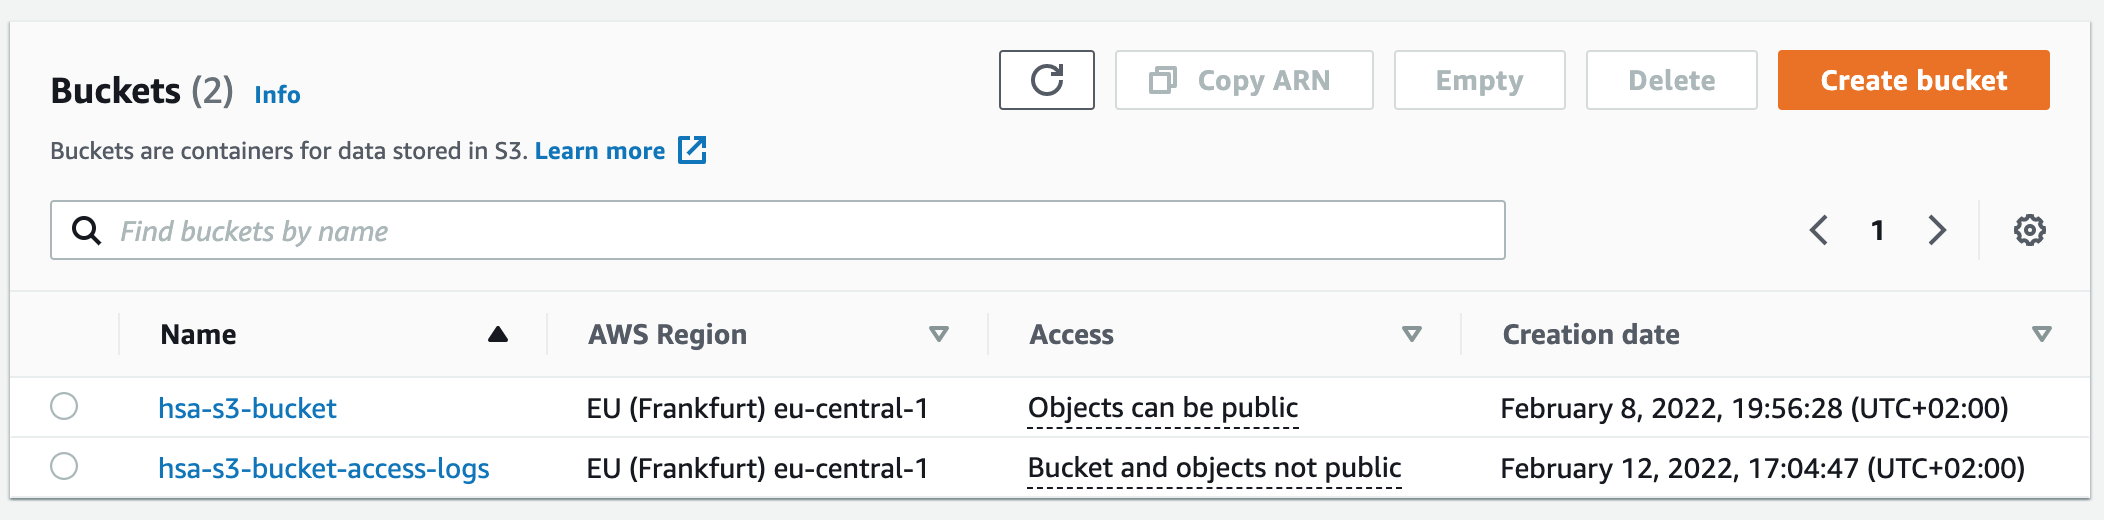 Buckets (2) Info
Copy ARN
Empty
Delete
Create bucket
Buckets are containers for data stored in S3. Learn more
Find buckets by name
1
Name AWS Region Access Creation date
hsa-s3-bucket EU (Frankfurt) eu-central-1 Objects can be public February 8, 2022, 19:56:28 (UTC+02:00)
hsa-s3-bucket-access-logs EU (Frankfurt) eu-central-1 Bucket and objects not public February 12, 2022, 17:04:47 (UTC+02:00)